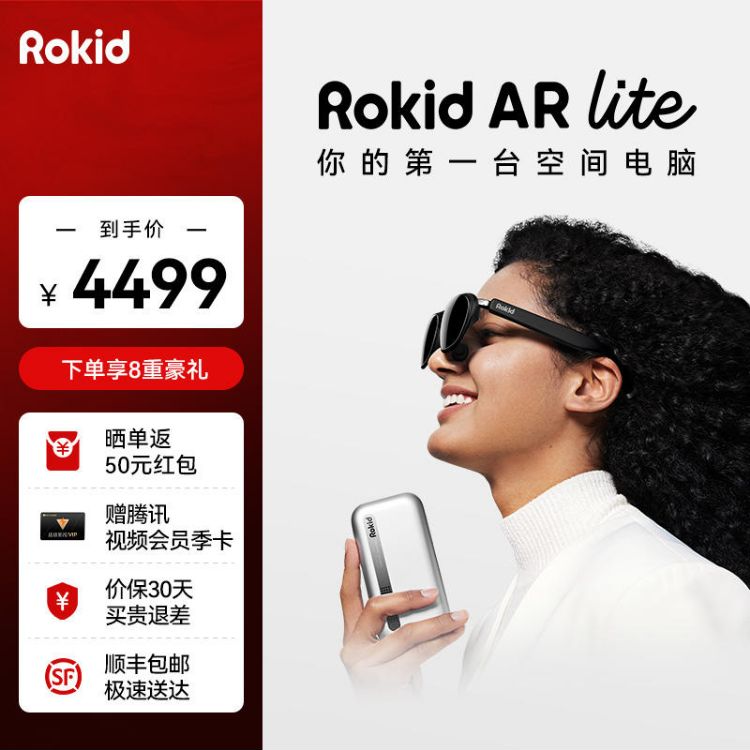 Rokid
Rokid AR lite
你的第一台空间电脑
到手价
¥ 4499
下单享8重豪礼
晒单返
50元红包
赠腾讯
视频会员季卡
价保30天
买贵退差
顺丰包邮
极速送达
Rokid
Rokid
¥
¥
SF